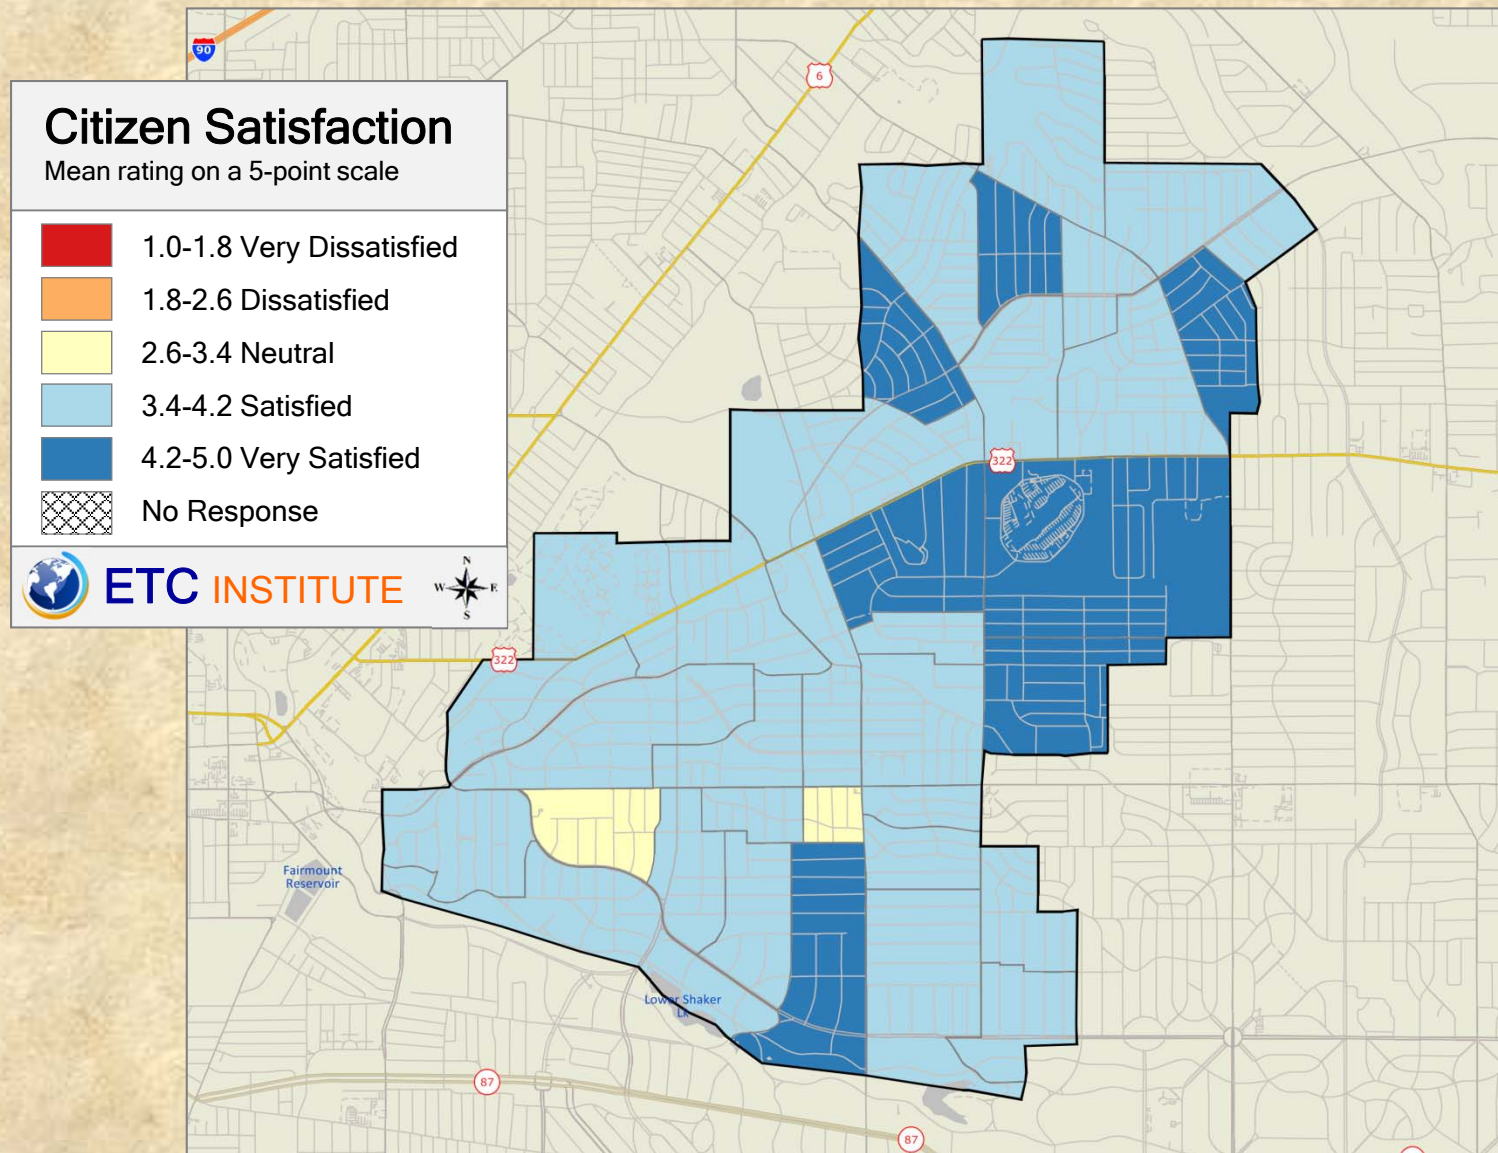 90
6
Citizen Satisfaction
Mean rating on a 5-point scale
1.0-1.8 Very Dissatisfied
1.8-2.6 Dissatisfied
2.6-3.4 Neutral
3.4-4.2 Satisfied
4.2-5.0 Very Satisfied
No Response
ETC INSTITUTE
N
W E
S
322
322
Fairmount
Reservoir
Lower Shaker
Lk
87
87